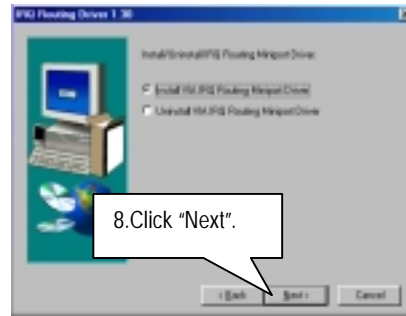 IRQ Routing Driver 1.30
Install/Uninstall IRQ Routing Miniport Driver.
Install VIA IRQ Routing Miniport Driver
Uninstall VIA IRQ Routing Miniport Driver
8.Click “Next”.
< Back Next > Cancel